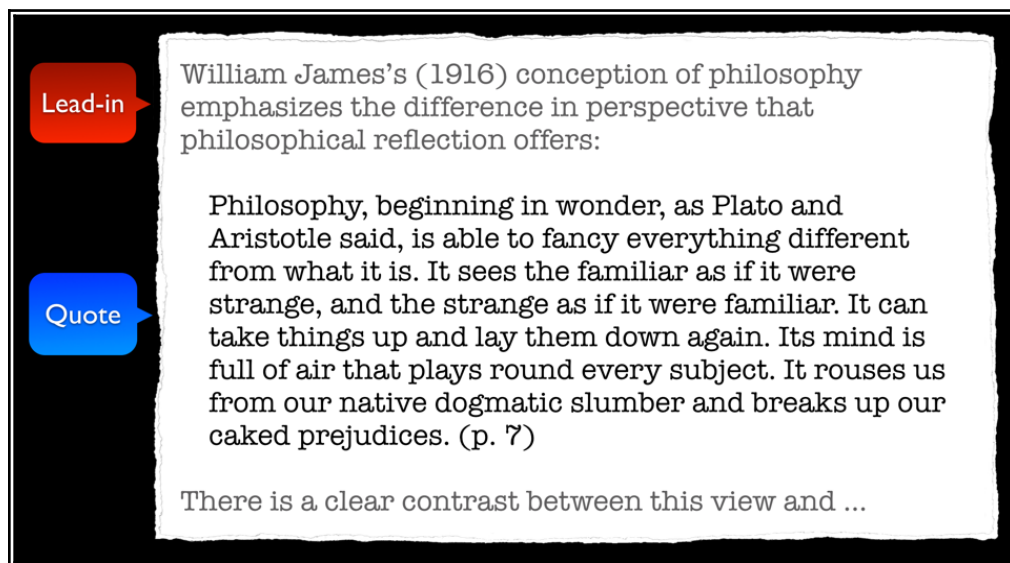 Lead-in
William James's (1916) conception of philosophy
emphasizes the difference in perspective that
philosophical reflection offers:
Quote
Philosophy, beginning in wonder, as Plato and
Aristotle said, is able to fancy everything different
from what it is. It sees the familiar as if it were
strange, and the strange as if it were familiar. It can
take things up and lay them down again. Its mind is
full of air that plays round every subject. It rouses us
from our native dogmatic slumber and breaks up our
caked prejudices. (p. 7)
There is a clear contrast between this view and ...